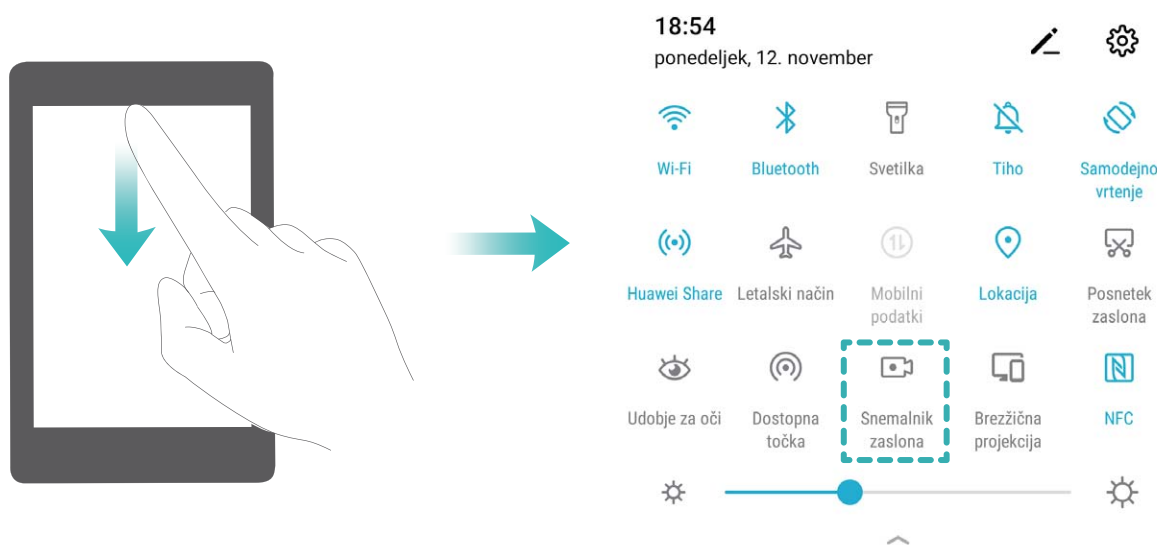 18:54
ponedeljek, 12. november
Wi-Fi
Bluetooth
Svetilka
Tiho
Samodejno
vrtenje
Huawei Share
Letalski način
Mobilni
podatki
Lokacija
Posnetek
zaslona
Udobje za oči
Dostopna
točka
Snemalnik
zaslona
Brezžična
projekcija
NFC